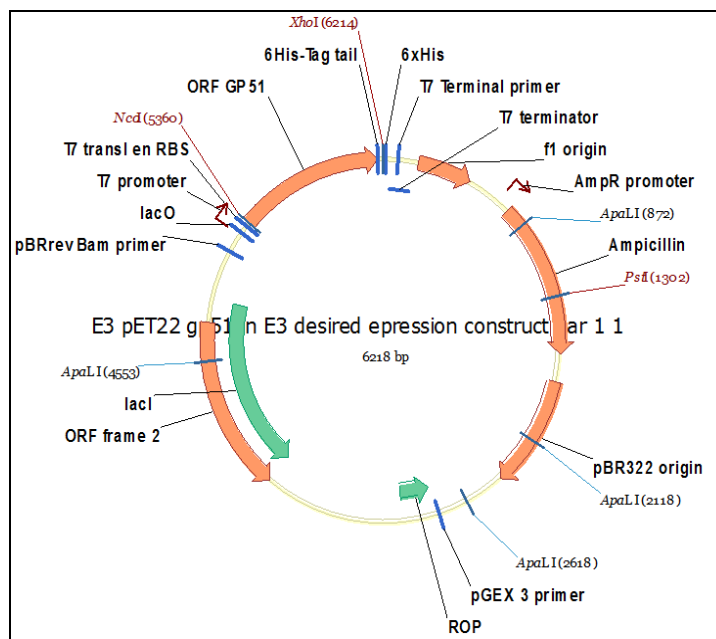 XhoI (6214)
6His-Tag tail
6xHis
ORF GP51
T7 Terminal primer
NcoI (5360)
T7 terminator
T7 transl en RBS
f1 origin
T7 promoter
AmpR promoter
lacO
ApaLI (872)
pBRrevBam primer
Ampicillin
PstI (1302)
E3 pET22 gp51 in E3 desired epression construct var 1 1
6218 bp
ApaLI (4553)
lacI
ORF frame 2
pBR322 origin
ApaLI (2118)
ApaLI (2618)
pGEX 3 primer
ROP